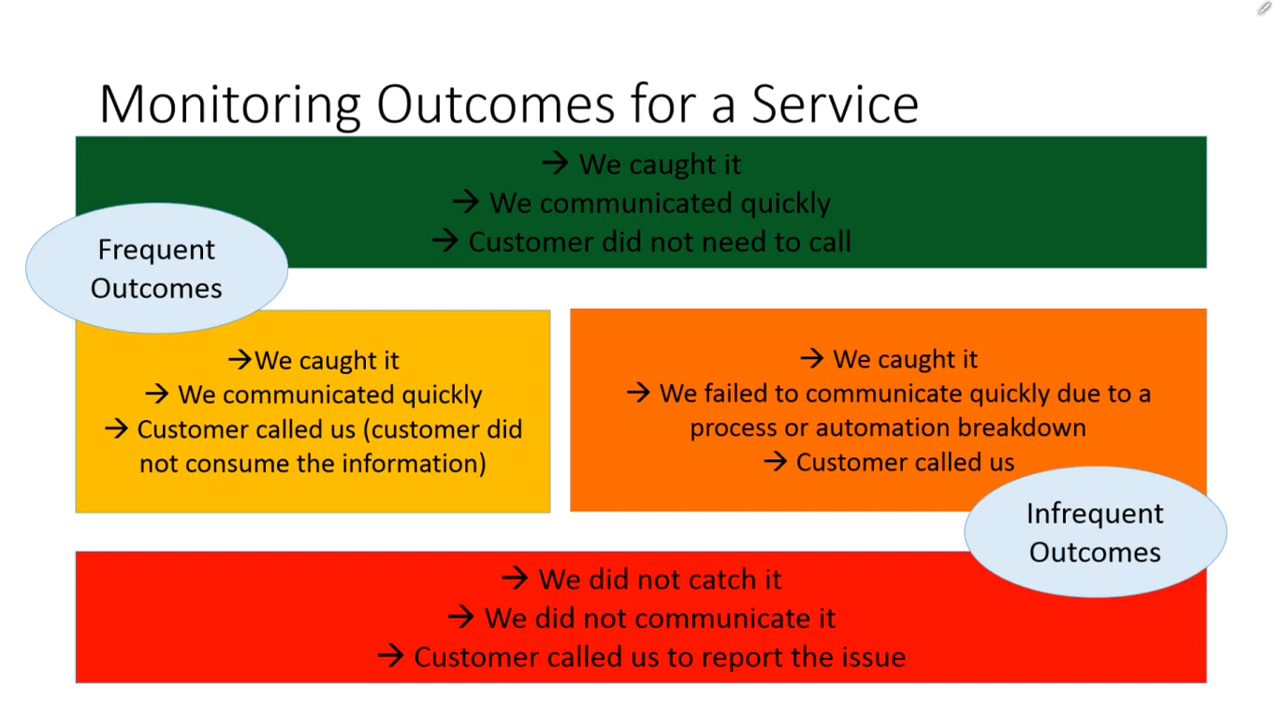 Monitoring Outcomes for a Service
→ We caught it
→ We communicated quickly
→ Customer did not need to call
Frequent
Outcomes
→We caught it
→ We communicated quickly
→ Customer called us (customer did
not consume the information)
→ We caught it
→ We failed to communicate quickly due to a
process or automation breakdown
→ Customer called us
Infrequent
Outcomes
→ We did not catch it
→ We did not communicate it
→ Customer called us to report the issue